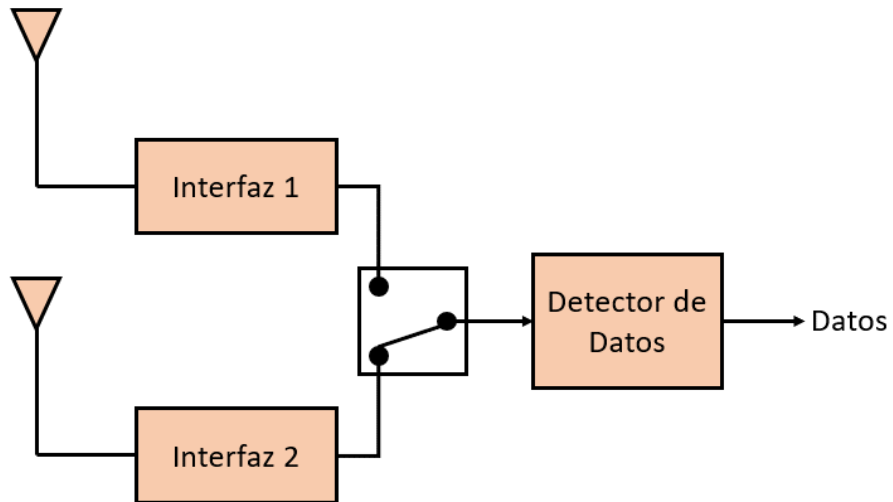 Interfaz 1
Detector de
Datos
Datos
Interfaz 2